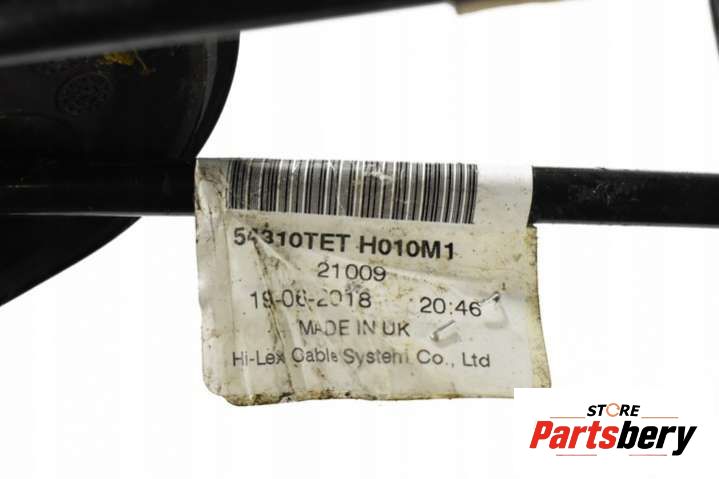 54310TET H010M1
21009
19-06-2018 20:46
MADE IN UK
Hi-Lex Cable System Co., Ltd
STORE
Partsbery